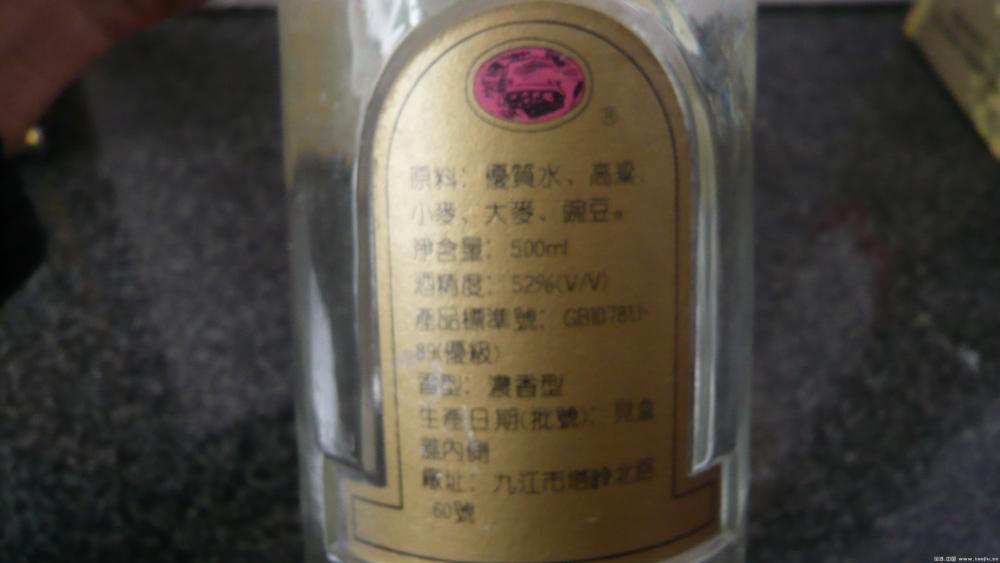 ®
原料：優質水、高粱、
小麥、大麥、豌豆。
淨含量：500ml
酒精度：52%(V/V)
產品標準號：GB10781.1-
89(優級)
香型：濃香型
生產日期(批號)：見盒
蓋內側
廠址：九江市塔嶺北路
60號